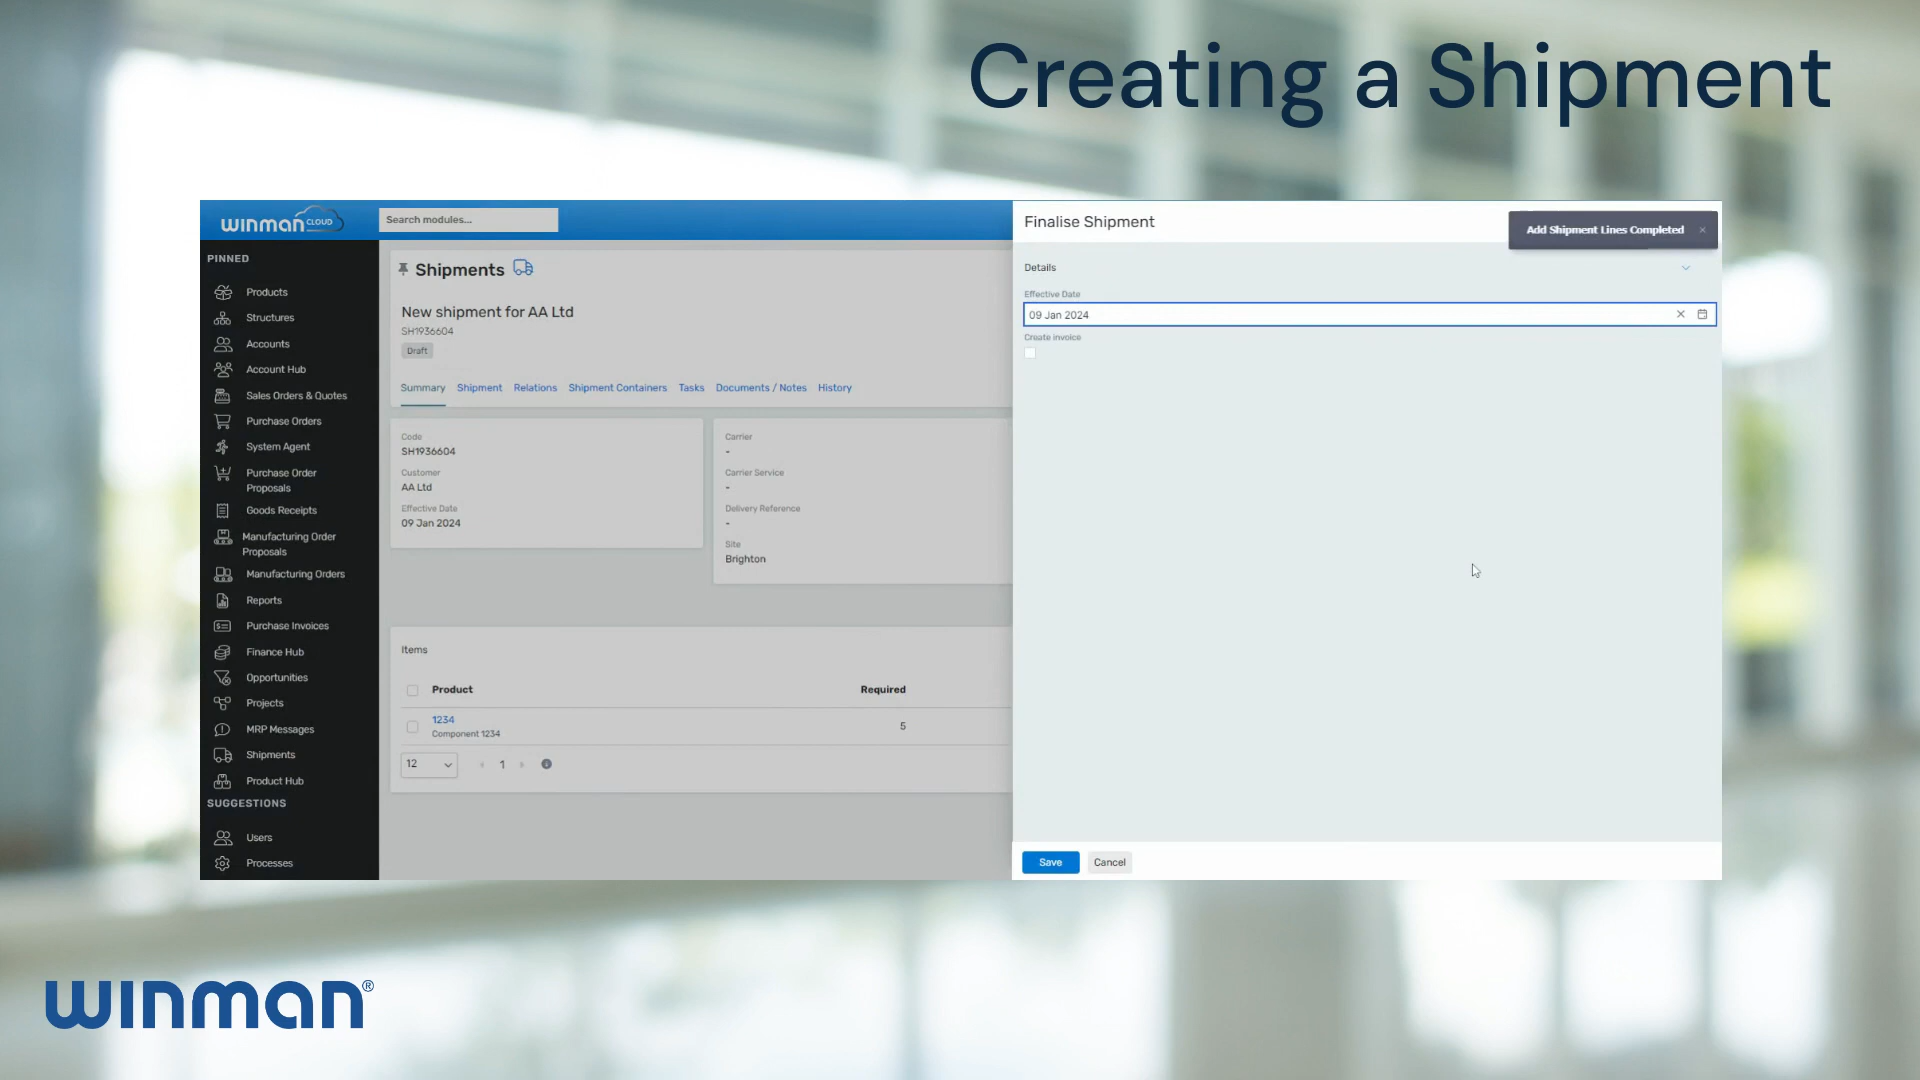 Creating a Shipment
winman CLOUD
Search modules...
PINNED
Products
Structures
Accounts
Account Hub
Sales Orders & Quotes
Purchase Orders
System Agent
Purchase Order
Proposals
Goods Receipts
Manufacturing Order
Proposals
Manufacturing Orders
Reports
Purchase Invoices
Finance Hub
Opportunities
Projects
MRP Messages
Shipments
Product Hub
SUGGESTIONS
Users
Processes
Shipments
New shipment for AA Ltd
SH1936604
Draft
Summary Shipment Relations Shipment Containers Tasks Documents / Notes History
Code
SH1936604
Customer
AA Ltd
Effective Date
09 Jan 2024
Carrier
-
Carrier Service
-
Delivery Reference
-
Site
Brighton
Items
Product Required
1234
Component 1234
5
12 1
Finalise Shipment
Add Shipment Lines Completed ×
Details
Effective Date
09 Jan 2024
Create invoice
Save Cancel
winman®